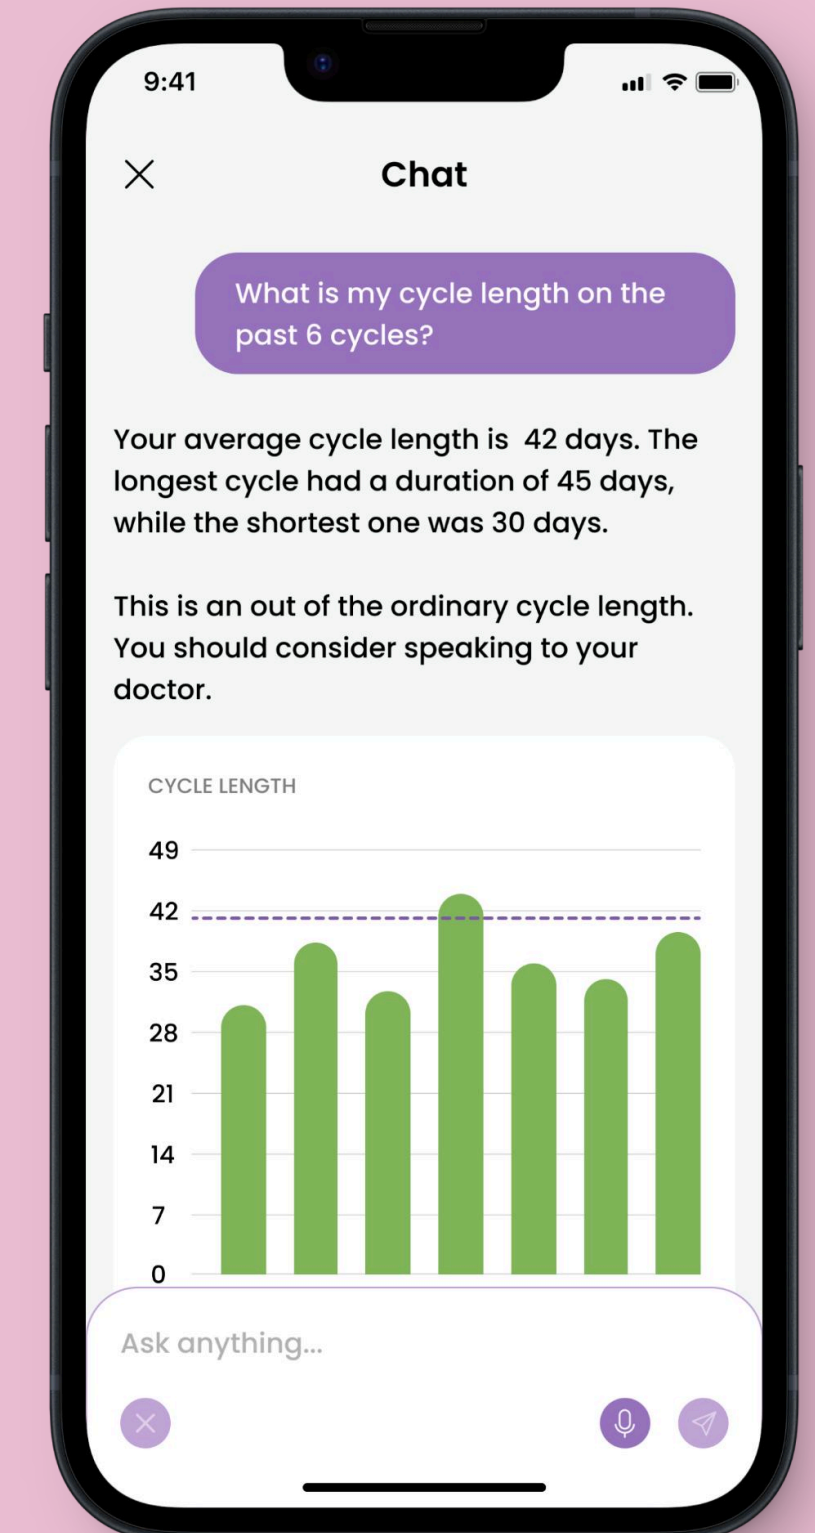 9:41
Chat
What is my cycle length on the
past 6 cycles?
Your average cycle length is  42 days. The
longest cycle had a duration of 45 days,
while the shortest one was 30 days.
This is an out of the ordinary cycle length.
You should consider speaking to your
doctor.
CYCLE LENGTH
49
42
35
28
21
14
7
0
Ask anything...